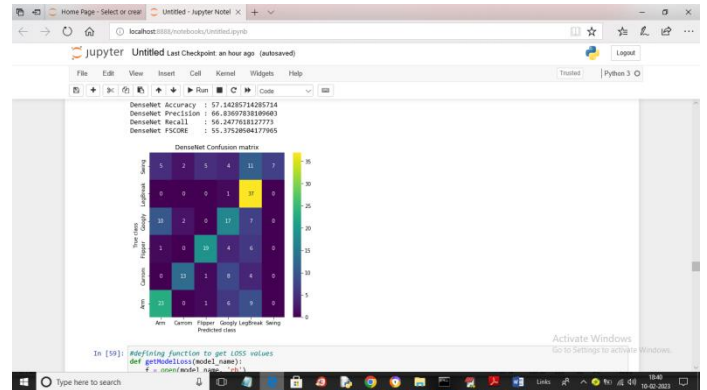 Home Page - Select or creat
Untitled - Jupyter Notel
localhost:8888/notebooks/Untitled.ipynb
jupyter Untitled Last Checkpoint: an hour ago (autosaved)
Logout
File Edit View Insert Cell Kernel Widgets Help
Trusted Python 3
Run Code
DenseNet Accuracy : 57.14285714285714
DenseNet Precision : 66.83697838109603
DenseNet Recall : 56.2477618127773
DenseNet FSCORE : 55.37520504177965
DenseNet Confusion matrix
Swing 5 2 5 4 11 7
LegBreak 0 0 0 1 37 0
Googly 10 2 0 17 7 0
Flipper 1 0 19 4 6 0
Carrom 0 13 1 8 4 0
Arm 23 0 1 6 9 0
True class
Arm Carrom Flipper Googly LegBreak Swing
Predicted class
35
30
25
20
15
10
5
0
Activate Windows
Go to Settings to activate Windows.
In [59]: #defining function to get LOSS values
def getModelLoss(model_name):
f = open(model_name, 'rb')
Type here to search
Links
18:40
10-02-2023